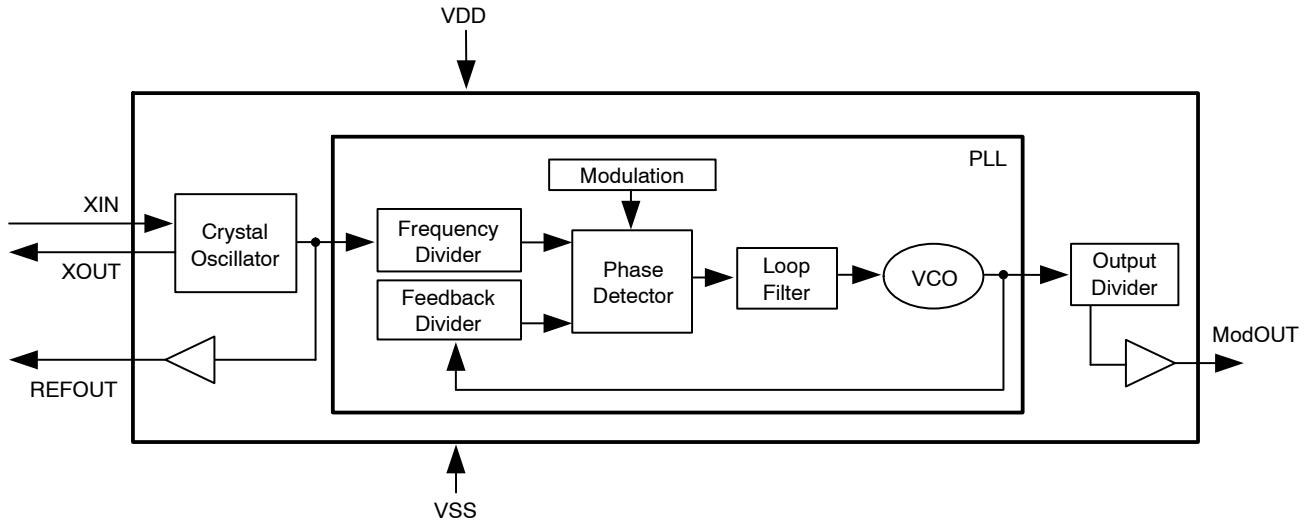 VDD
PLL
Modulation
XIN
Crystal
Oscillator
XOUT
Frequency
Divider
Phase
Detector
Loop
Filter
VCO
Output
Divider
Feedback
Divider
ModOUT
REFOUT
VSS